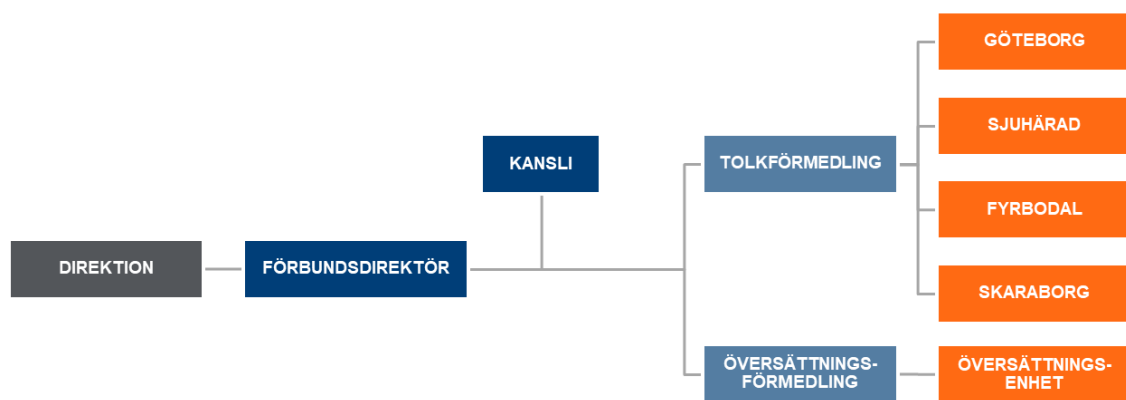 DIREKTION
FÖRBUNDSDIREKTÖR
KANSLI
TOLKFÖRMEDLING
GÖTEBORG
SJUHÄRAD
FYRBODAL
SKARABORG
ÖVERSÄTTNINGS-
FÖRMEDLING
ÖVERSÄTTNINGS-
ENHET